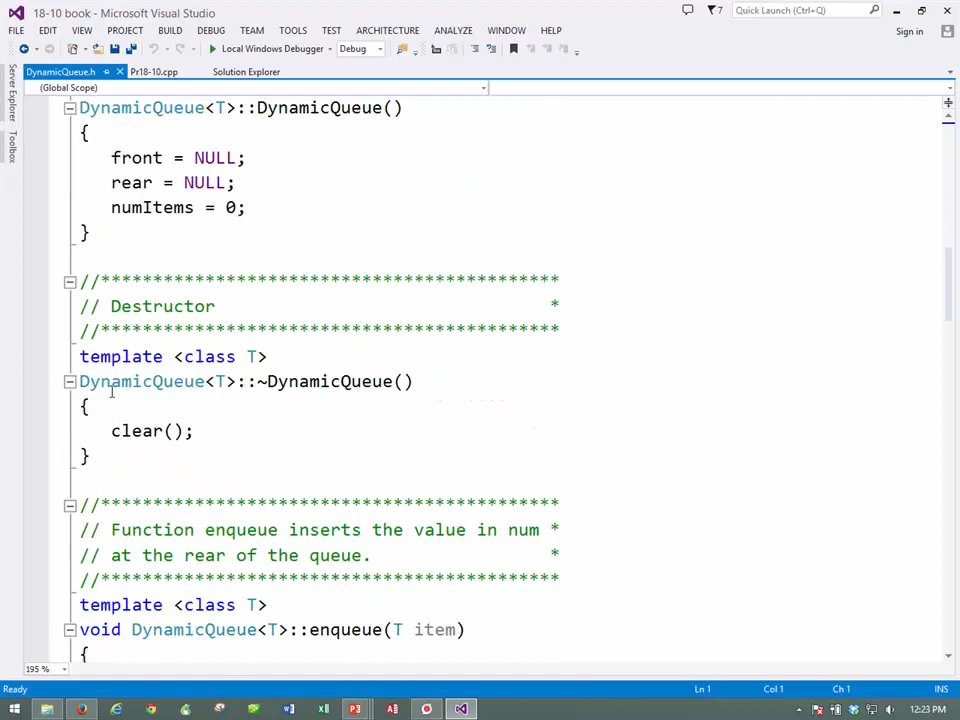 18-10 book - Microsoft Visual Studio
7
Quick Launch (Ctrl+Q)
FILE EDIT VIEW PROJECT BUILD DEBUG TEAM TOOLS TEST ARCHITECTURE ANALYZE WINDOW HELP
Sign in
Local Windows Debugger
Debug
Server Explorer
Toolbox
DynamicQueue.h
Pr18-10.cpp
Solution Explorer
(Global Scope)
DynamicQueue<T>::DynamicQueue()
{
front = NULL;
rear = NULL;
numItems = 0;
}
//********************************************
// Destructor *
//********************************************
template <class T>
DynamicQueue<T>::~DynamicQueue()
{
clear();
}
//********************************************
// Function enqueue inserts the value in num *
// at the rear of the queue. *
//********************************************
template <class T>
void DynamicQueue<T>::enqueue(T item)
{
195 %
Ready
Ln 1
Col 1
Ch 1
INS
12:23 PM